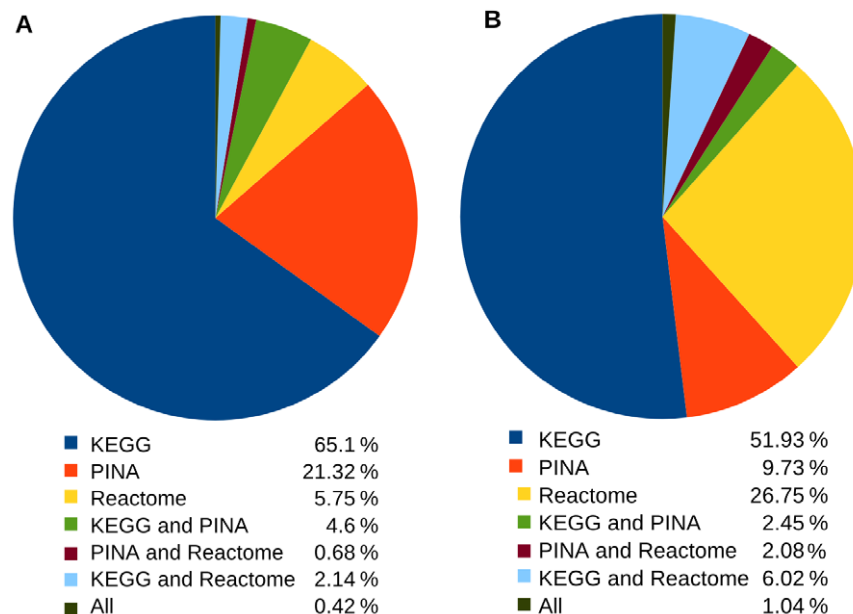 A
KEGG 65.1 %
PINA 21.32 %
Reactome 5.75 %
KEGG and PINA 4.6 %
PINA and Reactome 0.68 %
KEGG and Reactome 2.14 %
All 0.42 %
B
KEGG 51.93 %
PINA 9.73 %
Reactome 26.75 %
KEGG and PINA 2.45 %
PINA and Reactome 2.08 %
KEGG and Reactome 6.02 %
All 1.04 %